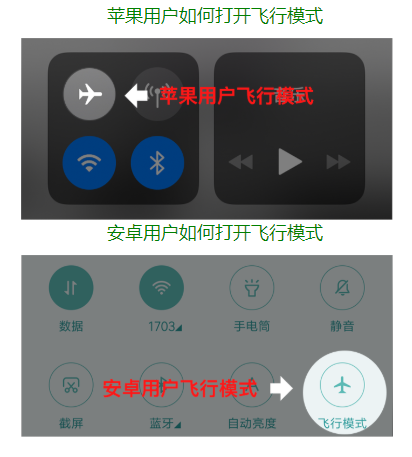 苹果用户如何打开飞行模式
苹果用户飞行模式
音乐
安卓用户如何打开飞行模式
数据
1703
手电筒
静音
安卓用户飞行模式
截屏
蓝牙
自动亮度
飞行模式